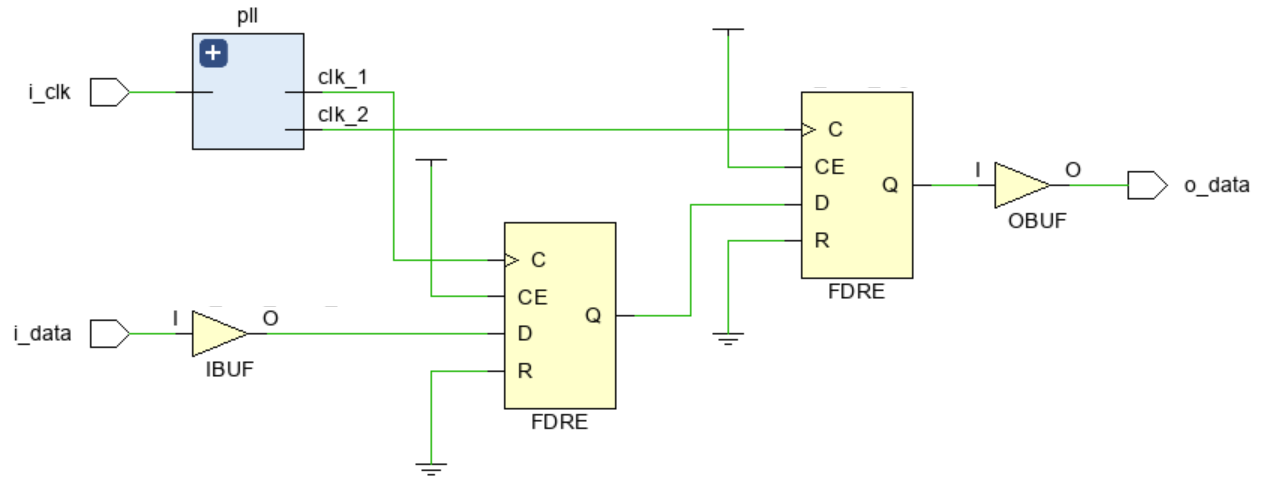 pll
i_clk
clk_1
clk_2
C
CE
D
R
Q
FDRE
I
O
OBUF
o_data
i_data
I
O
IBUF
C
CE
D
R
Q
FDRE